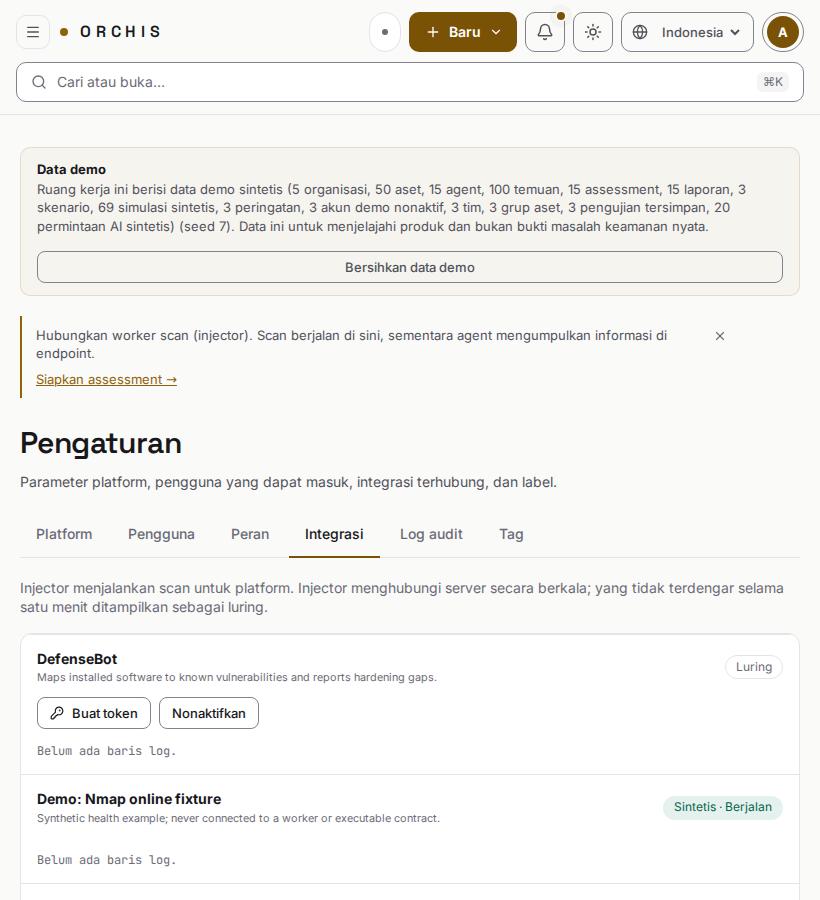 ORCHIS
Baru
Indonesia
A
Cari atau buka...
⌘K
Data demo
Ruang kerja ini berisi data demo sintetis (5 organisasi, 50 aset, 15 agent, 100 temuan, 15 assessment, 15 laporan, 3
skenario, 69 simulasi sintetis, 3 peringatan, 3 akun demo nonaktif, 3 tim, 3 grup aset, 3 pengujian tersimpan, 20
permintaan AI sintetis) (seed 7). Data ini untuk menjelajahi produk dan bukan bukti masalah keamanan nyata.
Bersihkan data demo
Hubungkan worker scan (injector). Scan berjalan di sini, sementara agent mengumpulkan informasi di
endpoint.
Siapkan assessment →
Pengaturan
Parameter platform, pengguna yang dapat masuk, integrasi terhubung, dan label.
Platform Pengguna Peran Integrasi Log audit Tag
Injector menjalankan scan untuk platform. Injector menghubungi server secara berkala; yang tidak terdengar selama
satu menit ditampilkan sebagai luring.
DefenseBot
Luring
Maps installed software to known vulnerabilities and reports hardening gaps.
Buat token Nonaktifkan
Belum ada baris log.
Demo: Nmap online fixture
Sintetis · Berjalan
Synthetic health example; never connected to a worker or executable contract.
Belum ada baris log.